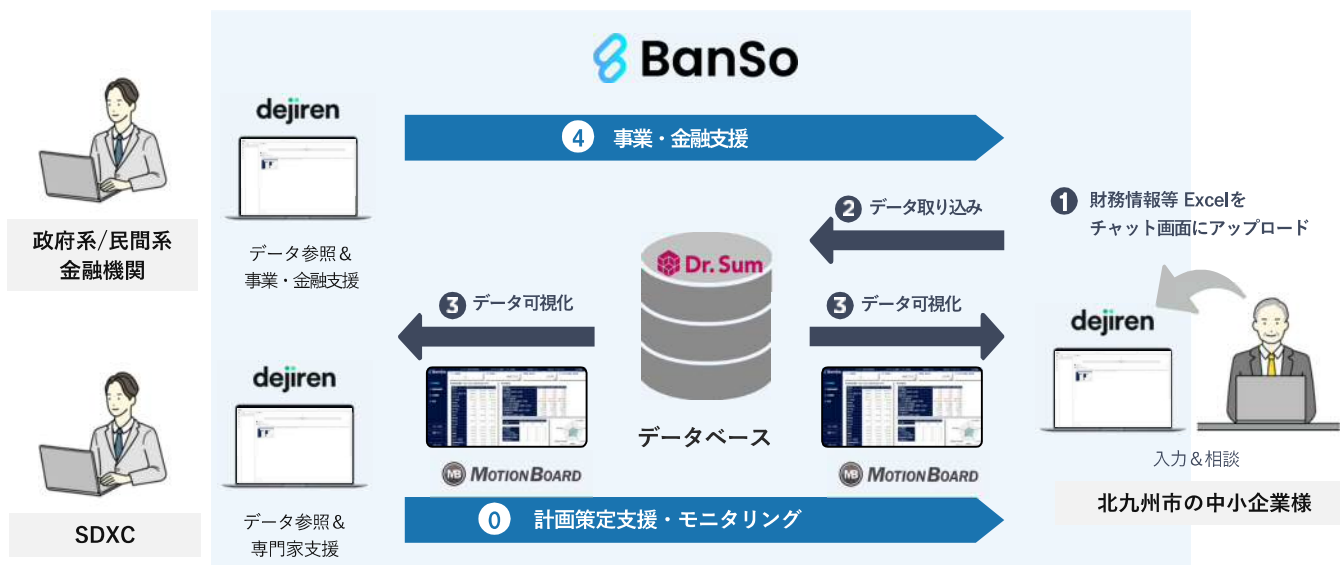 BanSo
dejiren
4 事業・金融支援
政府系/民間系
金融機関
データ参照＆
事業・金融支援
2 データ取り込み
1 財務情報等 Excelを
チャット画面にアップロード
Dr.Sum
3 データ可視化
3 データ可視化
dejiren
dejiren
BanSo
BanSo
データベース
MB MOTIONBOARD
MB MOTIONBOARD
入力＆相談
北九州市の中小企業様
SDXC
データ参照＆
専門家支援
0 計画策定支援・モニタリング